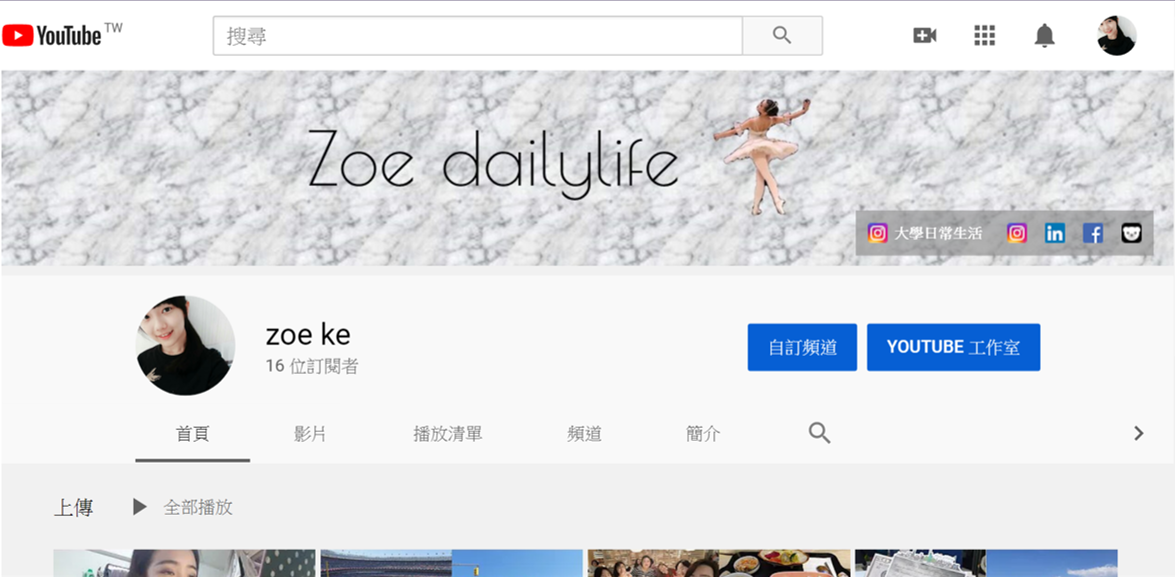 YouTube TW
搜尋
Zoe dailylife
大學日常生活
in
f
zoe ke
16 位訂閱者
自訂頻道
YOUTUBE 工作室
首頁
影片
播放清單
頻道
簡介
上傳
全部播放